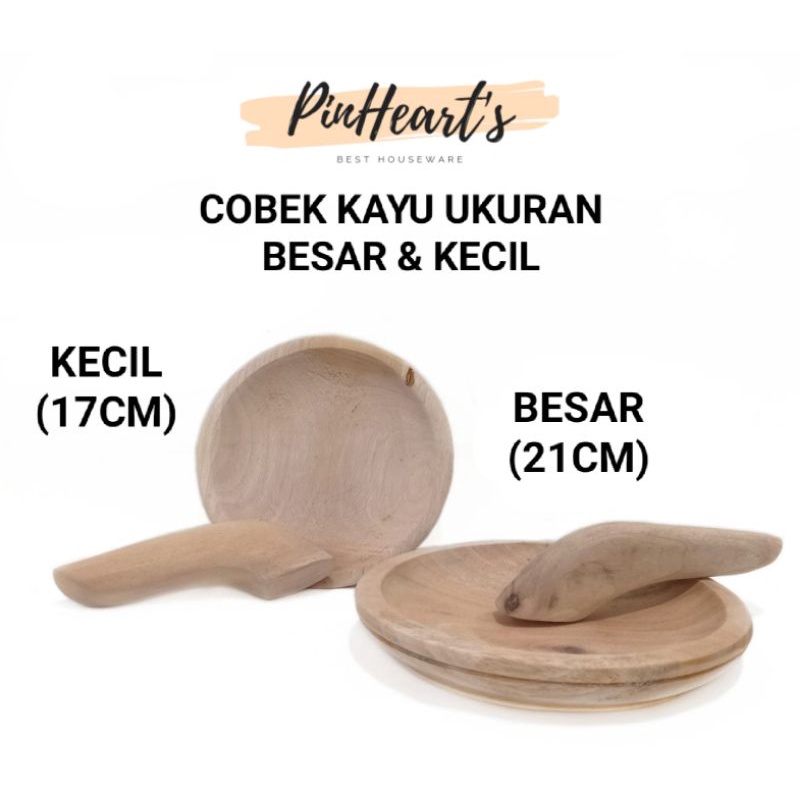 PinHeart's
BEST HOUSEWARE
COBEK KAYU UKURAN
BESAR & KECIL
KECIL
(17CM)
BESAR
(21CM)